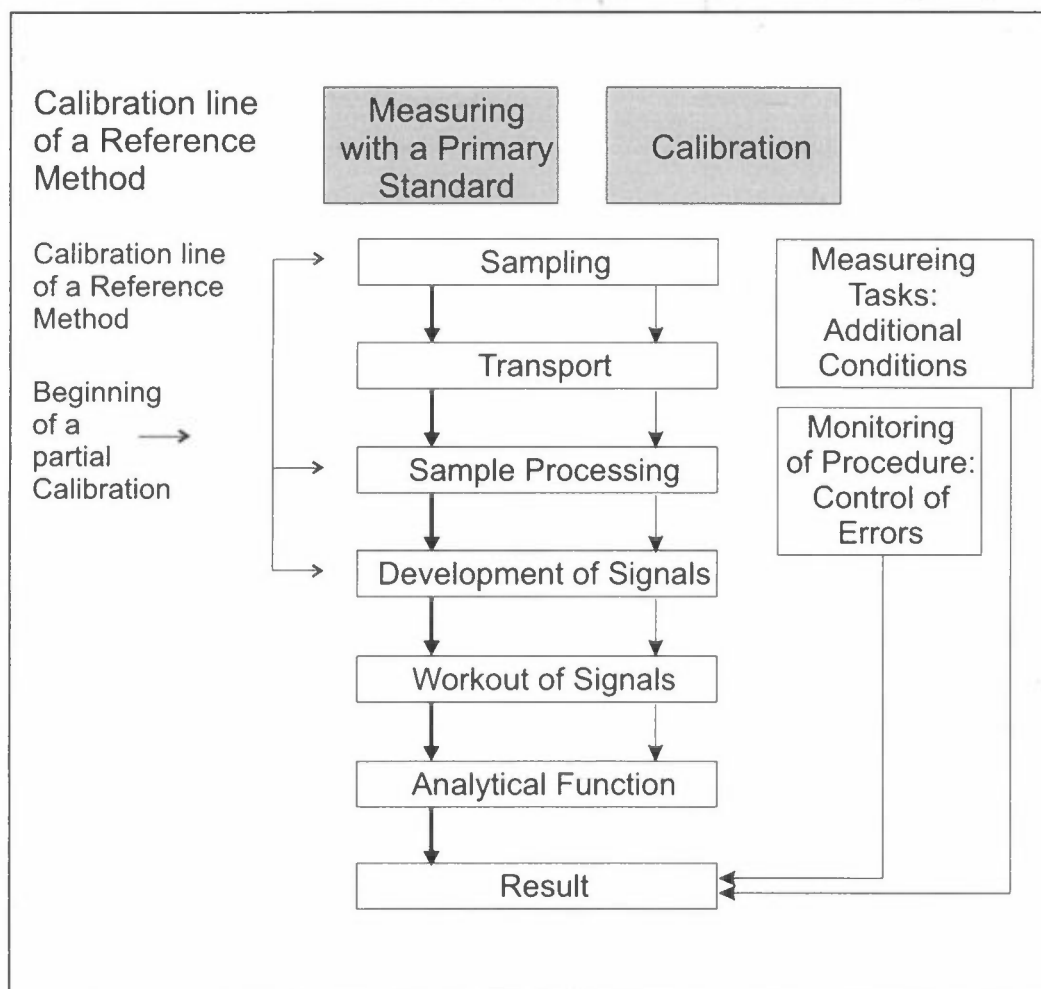 Calibration line
of a Reference
Method
Measuring
with a Primary
Standard
Calibration
Calibration line
of a Reference
Method
Beginning
of a
partial
Calibration
Sampling
Transport
Sample Processing
Development of Signals
Workout of Signals
Analytical Function
Result
Measureing
Tasks:
Additional
Conditions
Monitoring
of Procedure:
Control of
Errors